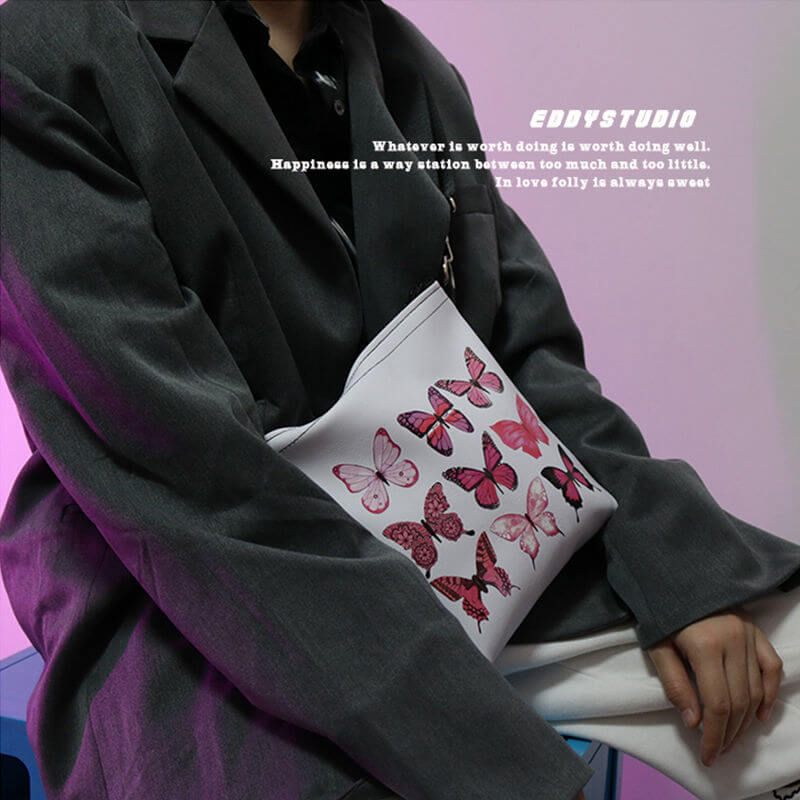 EDDYSTUDIO
Whatever is worth doing is worth doing well.
Happiness is a way station between too much and too little.
In love folly is always sweet